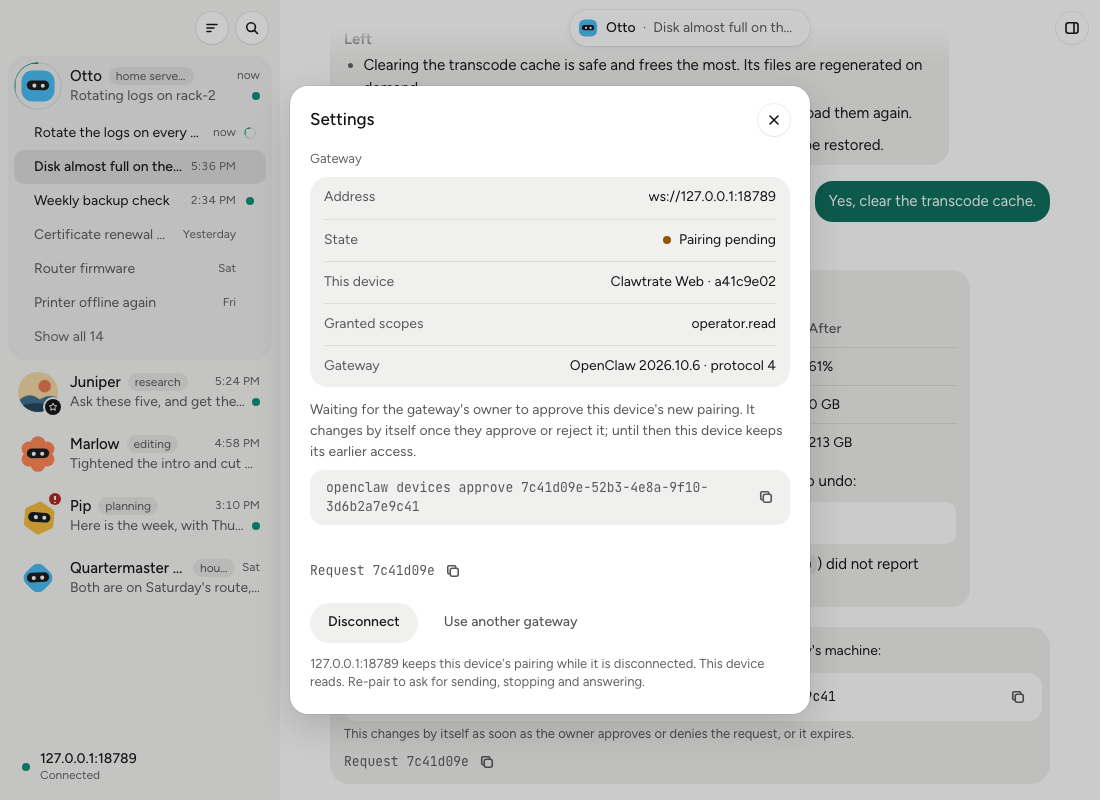 Otto home serve... now
Rotating logs on rack-2
Rotate the logs on every ... now
Disk almost full on the... 5:36 PM
Weekly backup check 2:34 PM
Certificate renewal ... Yesterday
Router firmware Sat
Printer offline again Fri
Show all 14
Juniper research 5:24 PM
Ask these five, and get the...
Marlow editing 4:58 PM
Tightened the intro and cut ...
Pip planning 3:10 PM
Here is the week, with Thu...
Quartermaster ... hou... Sat
Both are on Saturday's route,...
127.0.0.1:18789
Connected
Otto · Disk almost full on th...
Left
Clearing the transcode cache is safe and frees the most. Its files are regenerated on
demand.
them again.
be restored.
Yes, clear the transcode cache.
After
61%
0 GB
213 GB
undo:
) did not report
machine:
This changes by itself as soon as the owner approves or denies the request, or it expires.
Request 7c41d09e
Settings
Gateway
Address ws://127.0.0.1:18789
State Pairing pending
This device Clawtrate Web · a41c9e02
Granted scopes operator.read
Gateway OpenClaw 2026.10.6 · protocol 4
Waiting for the gateway's owner to approve this device's new pairing. It
changes by itself once they approve or reject it; until then this device keeps
its earlier access.
openclaw devices approve 7c41d09e-52b3-4e8a-9f10-
3d6b2a7e9c41
Request 7c41d09e
Disconnect Use another gateway
127.0.0.1:18789 keeps this device's pairing while it is disconnected. This device
reads. Re-pair to ask for sending, stopping and answering.